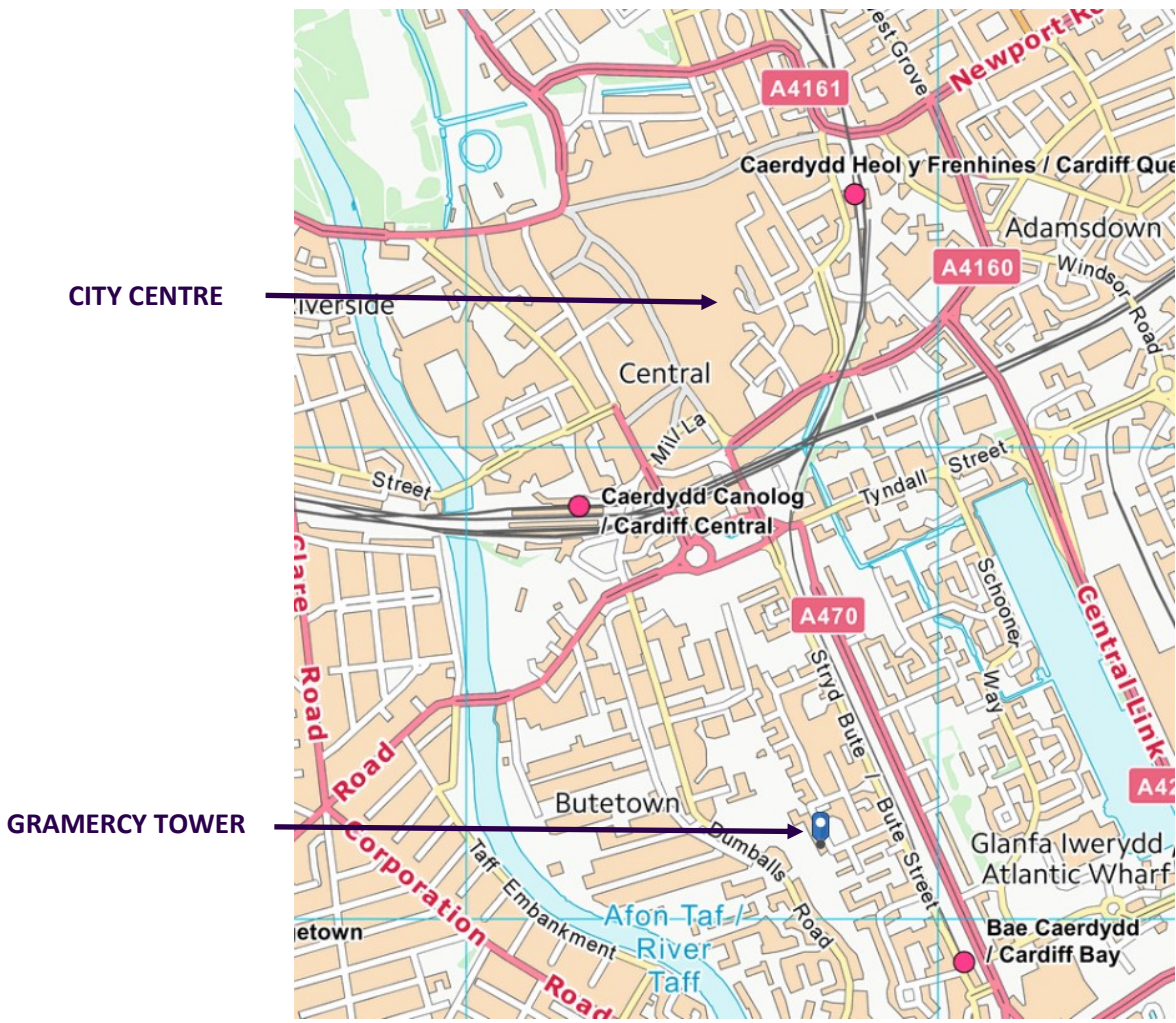 est Grove
Newport R
A4161
Caerdydd Heol y Frenhines / Cardiff Que
Adamsdown
A4160
Windsor Road
CITY CENTRE
iverside
Central
Mill La
Street
Tyndall Street
Caerdydd Canolog
/ Cardiff Central
Clare
Road
A470
Schooner
Way
Central Link
Stryd Bute / Bute Street
Road
A42
Butetown
GRAMERCY TOWER
Dumballs
Road
Glanfa Iwerydd /
Atlantic Wharf
Corporation
Road
Taff Embankment
Afon Taf /
River
Taff
etown
Bae Caerdydd
/ Cardiff Bay